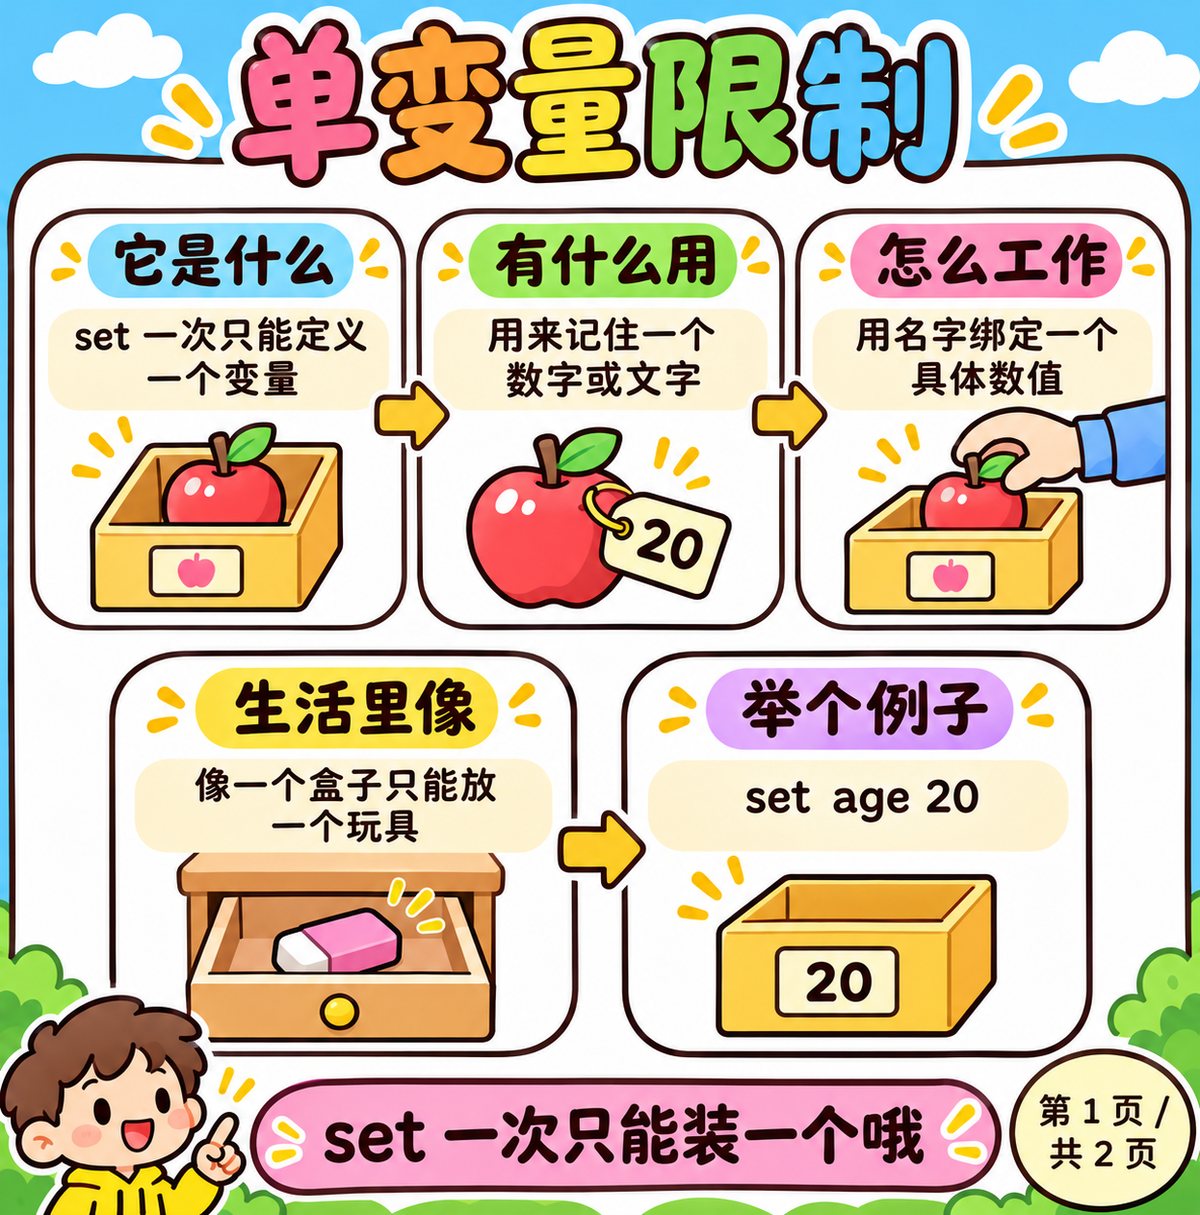 单变量限制
它是什么
set 一次只能定义
一个变量
有什么用
用来记住一个
数字或文字
20
怎么工作
用名字绑定一个
具体数值
生活里像
像一个盒子只能放
一个玩具
举个例子
set age 20
20
set 一次只能装一个哦
第 1 页 /
共 2 页